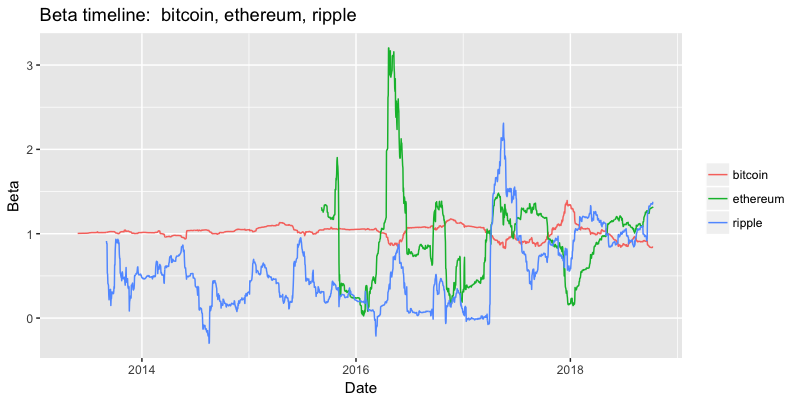 Beta timeline:  bitcoin, ethereum, ripple
3
2
1
0
Beta
2014
2016
2018
Date
bitcoin
ethereum
ripple